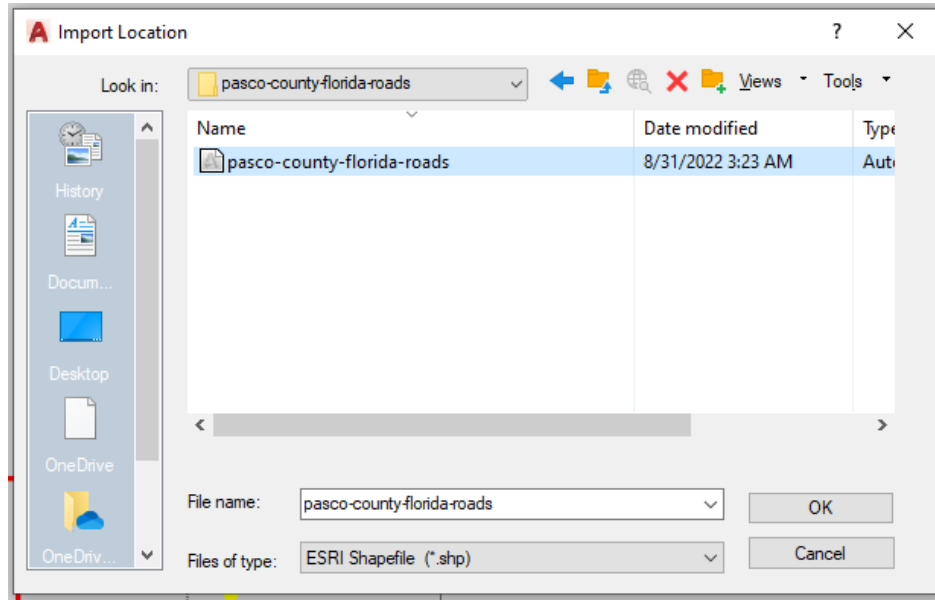 Import Location
?
Look in:
pasco-county-florida-roads
Views
Tools
Name
Date modified
Type
pasco-county-florida-roads
8/31/2022 3:23 AM
Auto
History
Docum...
Desktop
OneDrive
OneDriv...
File name:
pasco-county-florida-roads
OK
Files of type:
ESRI Shapefile (*.shp)
Cancel